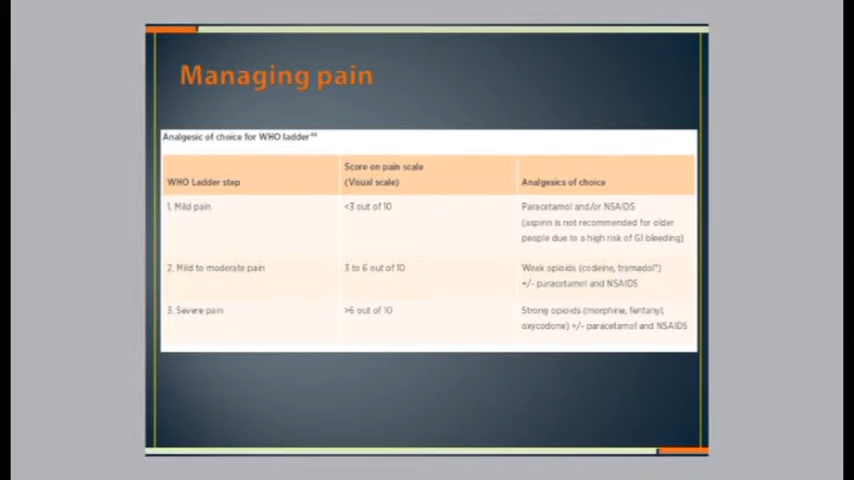 Managing pain
Analgesic of choice for WHO ladder
WHO Ladder step
Score on pain scale
(Visual scale)
Analgesics of choice
1. Mild pain
<3 out of 10
Paracetamol and/or NSAIDS
(aspirin is not recommended for older
people due to a high risk of GI bleeding)
2. Mild to moderate pain
3 to 6 out of 10
Weak opioids (codeine, tramadol*)
+/- paracetamol and NSAIDS
3. Severe pain
>6 out of 10
Strong opioids (morphine, fentanyl,
oxycodone) +/- paracetamol and NSAIDS